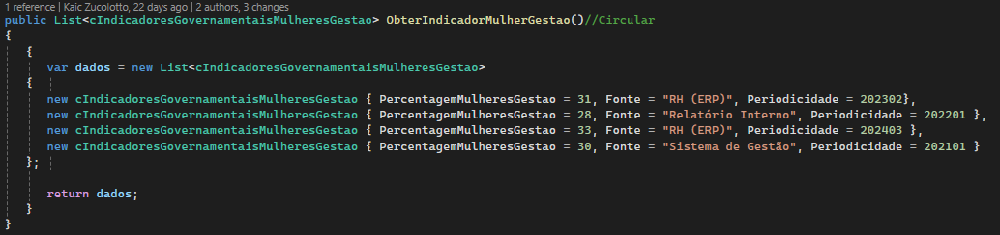 1 reference | Kaic Zucolotto, 22 days ago | 2 authors, 3 changes
public List<cIndicadoresGovernamentaisMulheresGestao> ObterIndicadorMulherGestao()//Circular
{
{
var dados = new List<cIndicadoresGovernamentaisMulheresGestao>
{
new cIndicadoresGovernamentaisMulheresGestao { PercentagemMulheresGestao = 31, Fonte = "RH (ERP)", Periodicidade = 202302},
new cIndicadoresGovernamentaisMulheresGestao { PercentagemMulheresGestao = 28, Fonte = "Relatório Interno", Periodicidade = 202201 },
new cIndicadoresGovernamentaisMulheresGestao { PercentagemMulheresGestao = 33, Fonte = "RH (ERP)", Periodicidade = 202403 },
new cIndicadoresGovernamentaisMulheresGestao { PercentagemMulheresGestao = 30, Fonte = "Sistema de Gestão", Periodicidade = 202101 }
};
return dados;
}
}